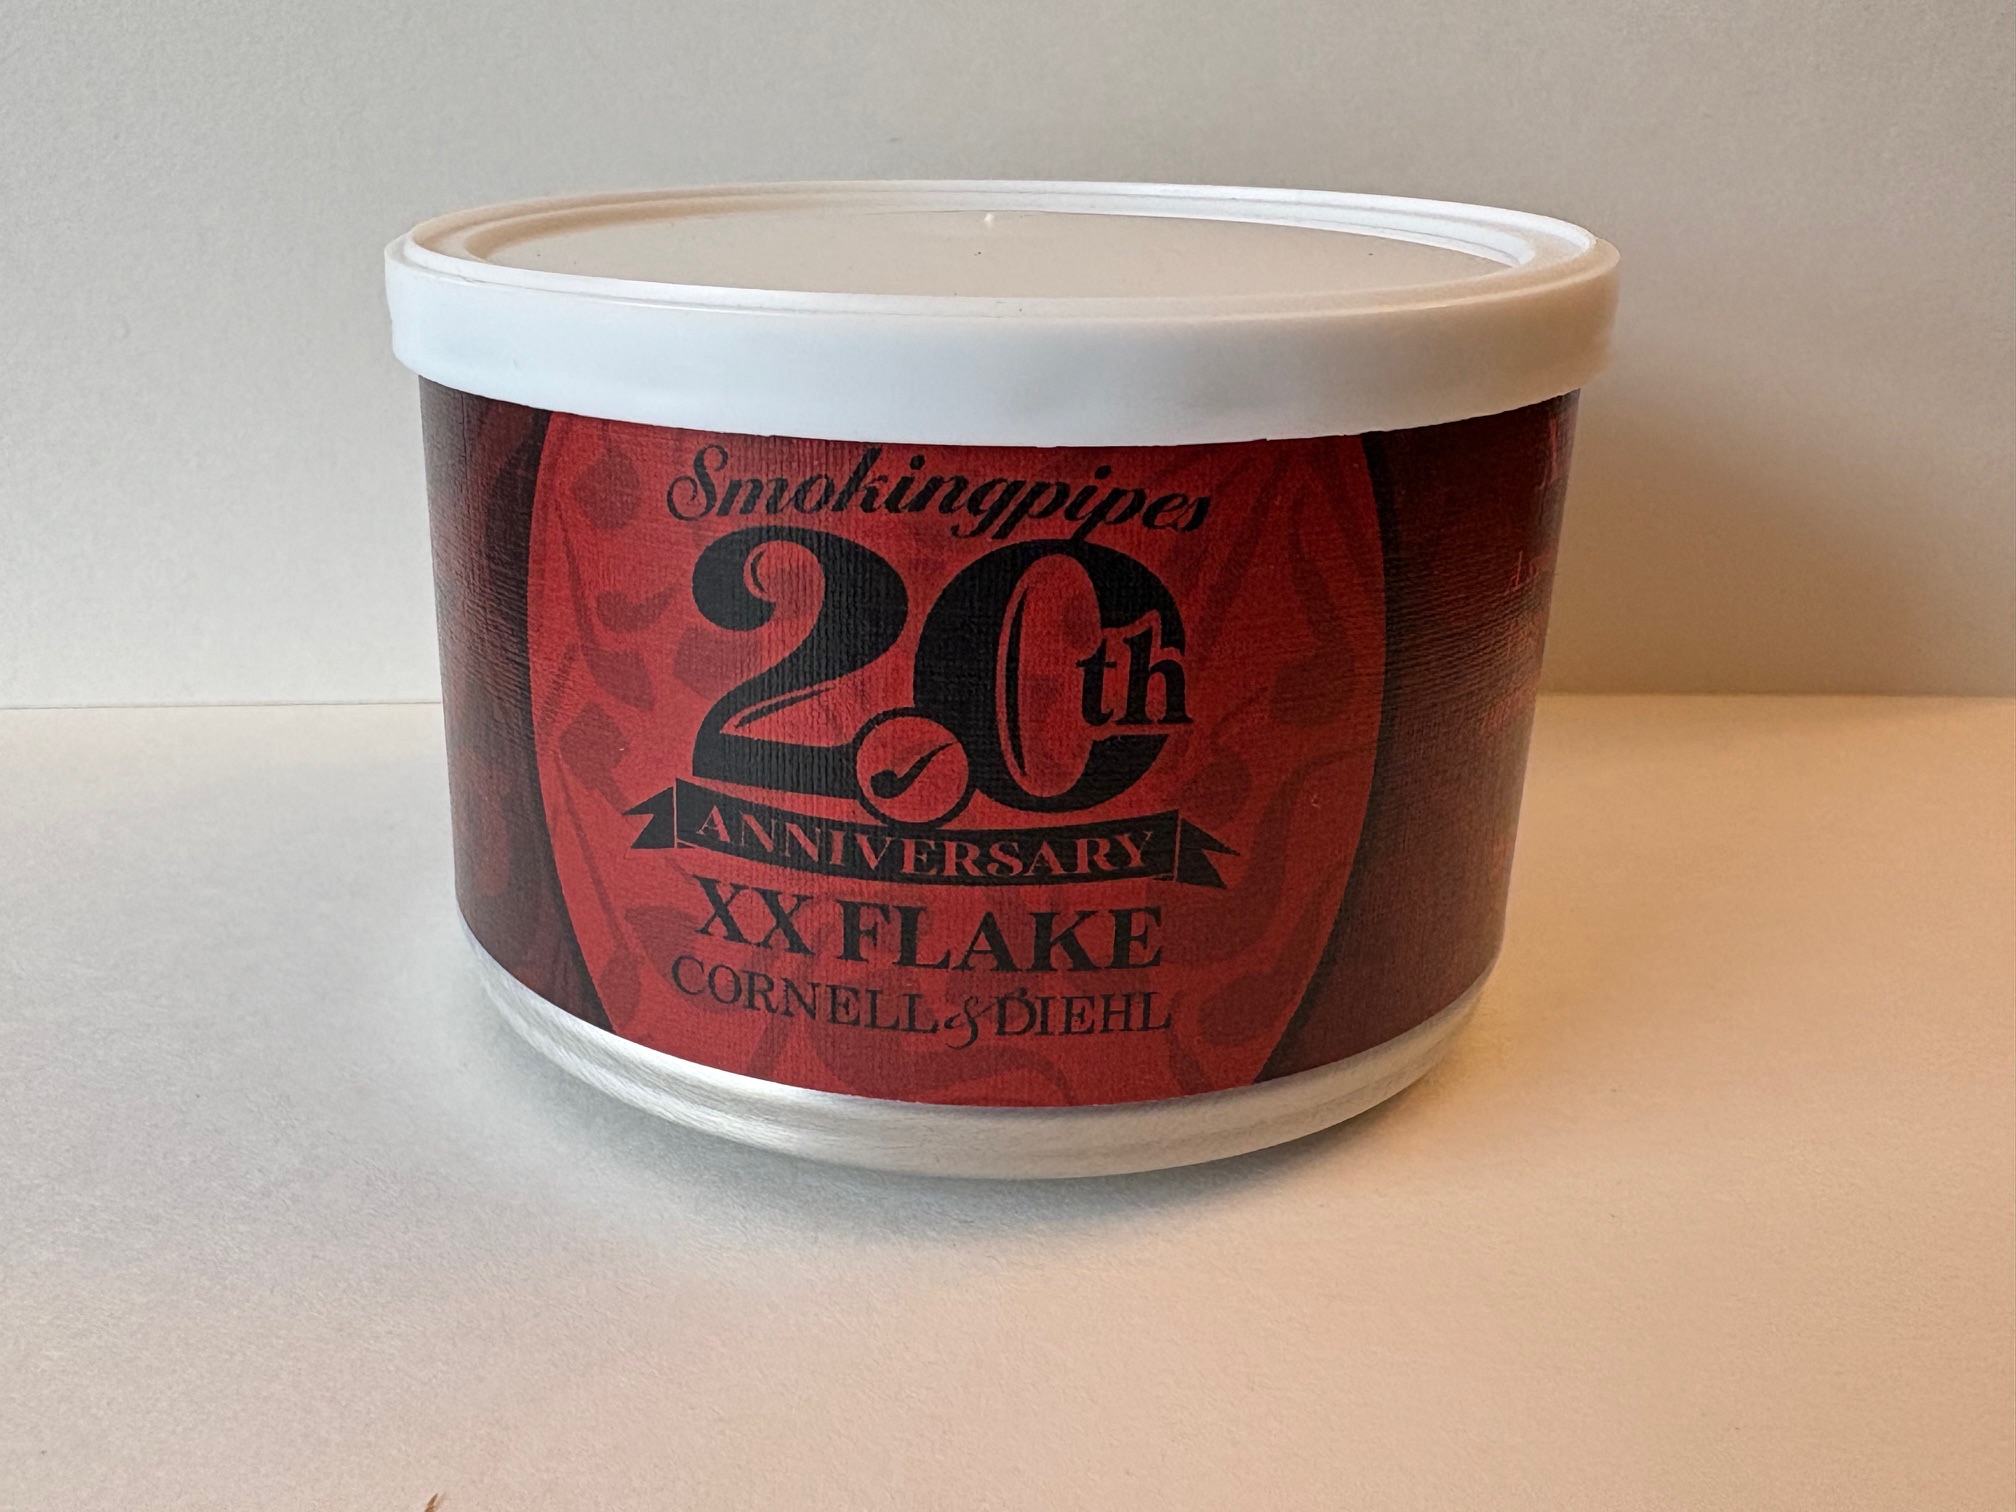 Smokingpipes
20th
ANNIVERSARY
XX FLAKE
CORNELL & DIEHL